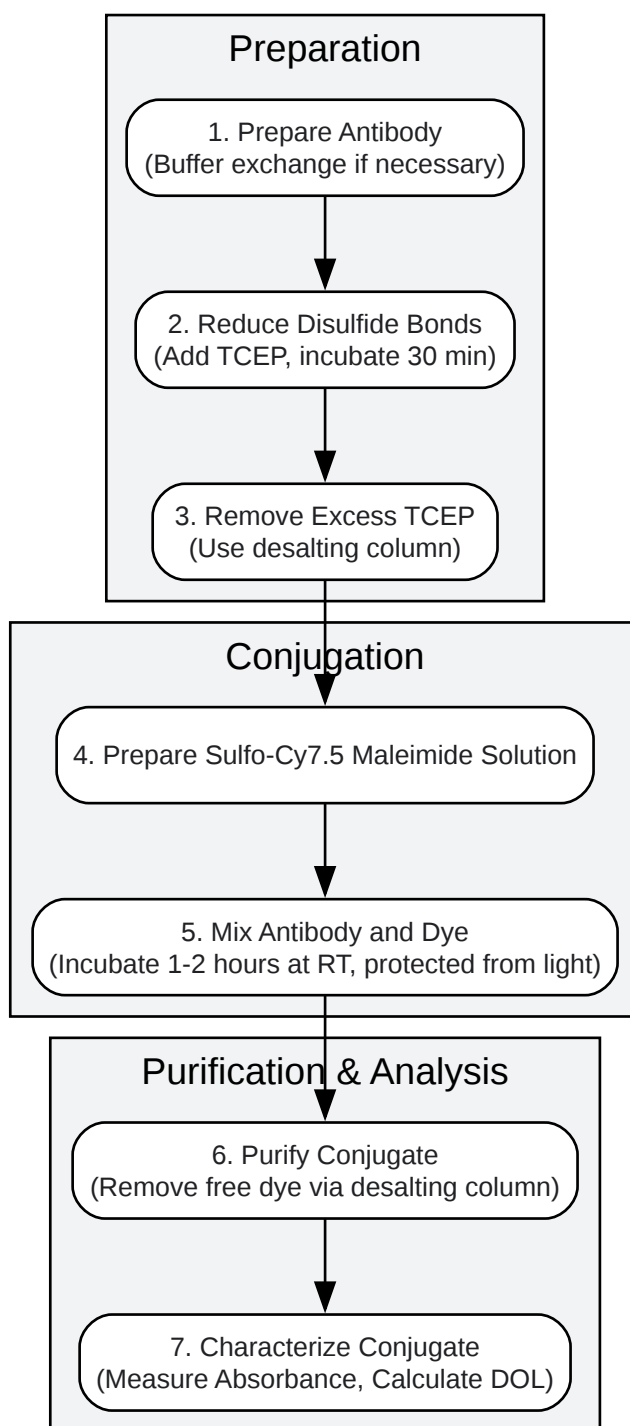 Preparation
1. Prepare Antibody
(Buffer exchange if necessary)
2. Reduce Disulfide Bonds
(Add TCEP, incubate 30 min)
3. Remove Excess TCEP
(Use desalting column)
Conjugation
4. Prepare Sulfo-Cy7.5 Maleimide Solution
5. Mix Antibody and Dye
(Incubate 1-2 hours at RT, protected from light)
Purification & Analysis
6. Purify Conjugate
(Remove free dye via desalting column)
7. Characterize Conjugate
(Measure Absorbance, Calculate DOL)